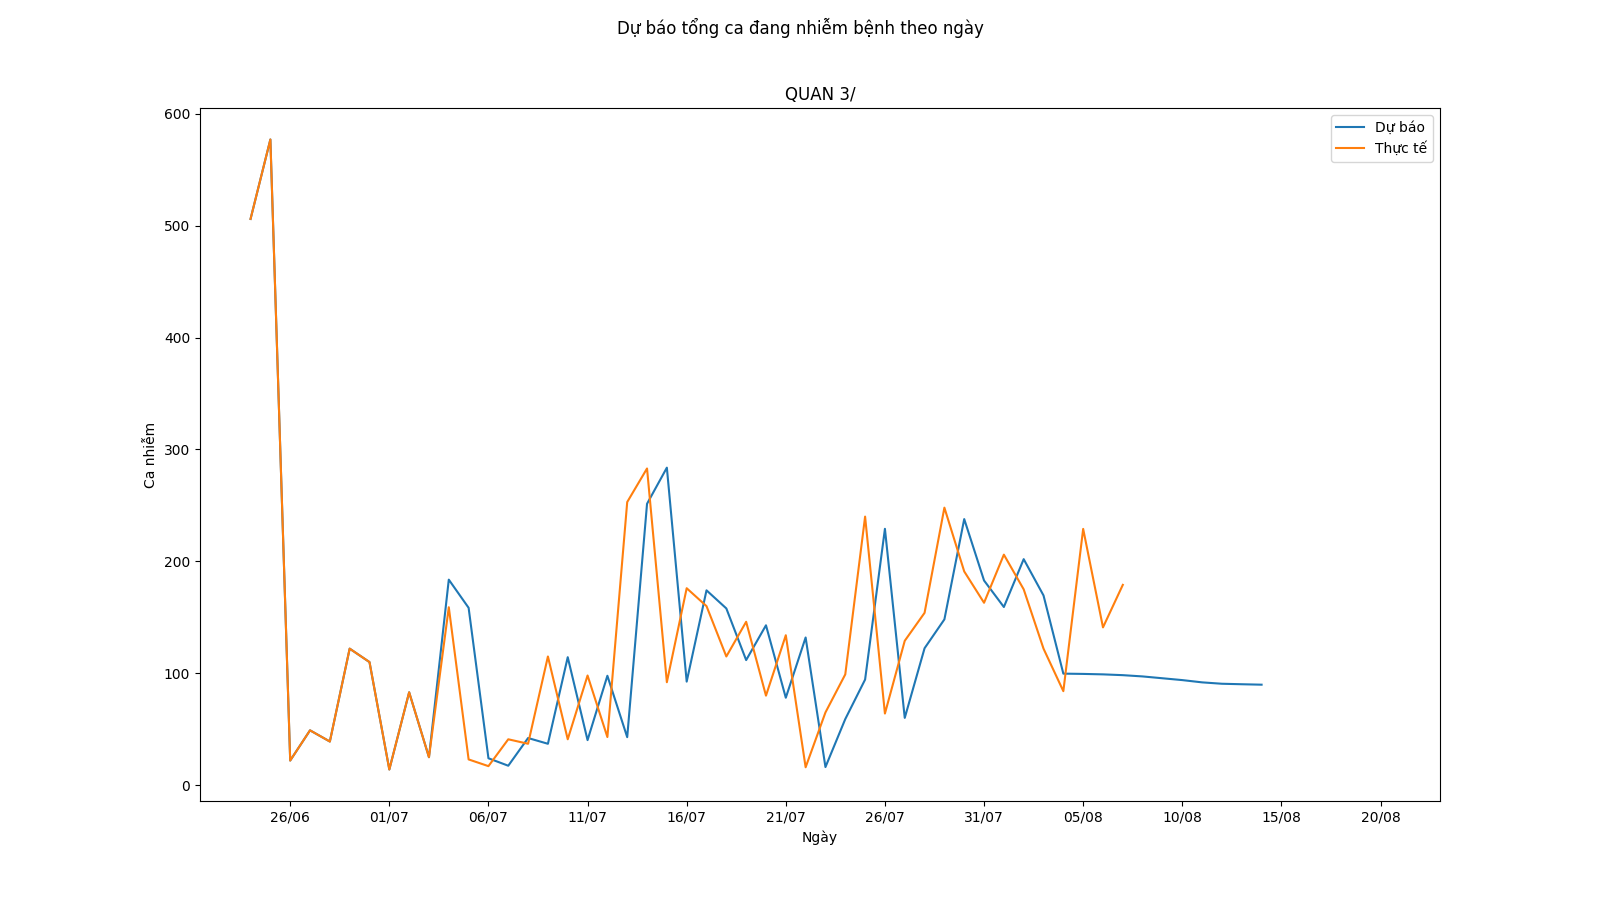 Dự báo tổng ca đang nhiễm bệnh theo ngày
QUAN 3/
600
500
400
300
200
100
0
Ca nhiễm
Dự báo
Thực tế
26/06 01/07 06/07 11/07 16/07 21/07 26/07 31/07 05/08 10/08 15/08 20/08
Ngày